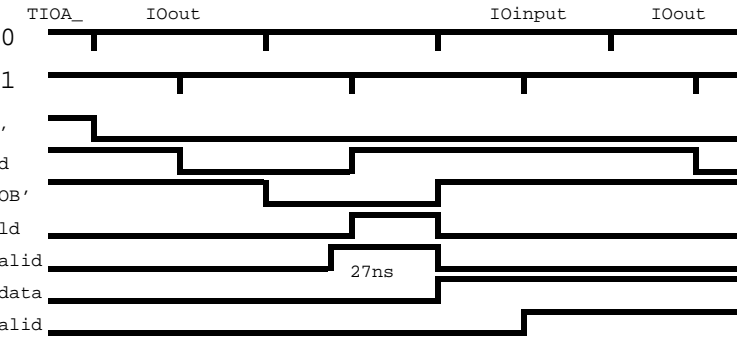 TIOA_ IOout IOinput IOout
0
1
′
d
OB′
ld
alid
27ns
data
alid